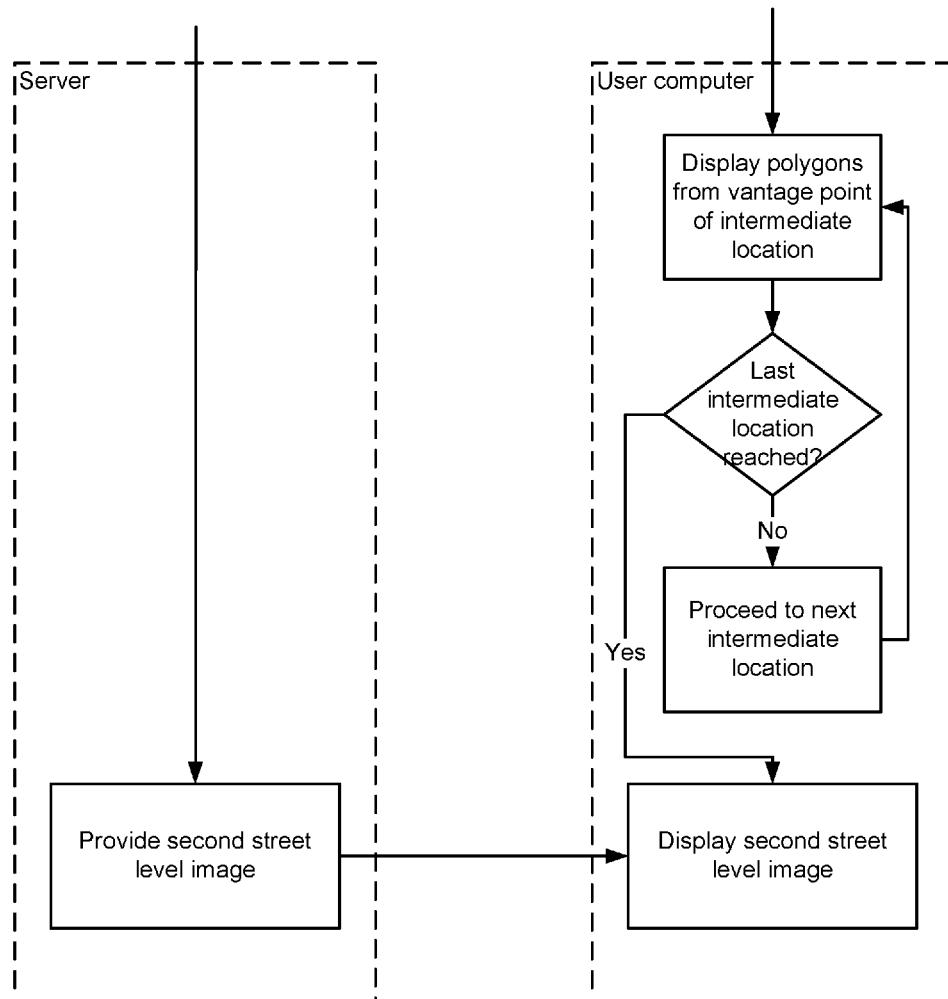 Server
User computer
Display polygons
from vantage point
of intermediate
location
Last
intermediate
location
reached?
No
Proceed to next
intermediate
location
Yes
Provide second street
level image
Display second street
level image